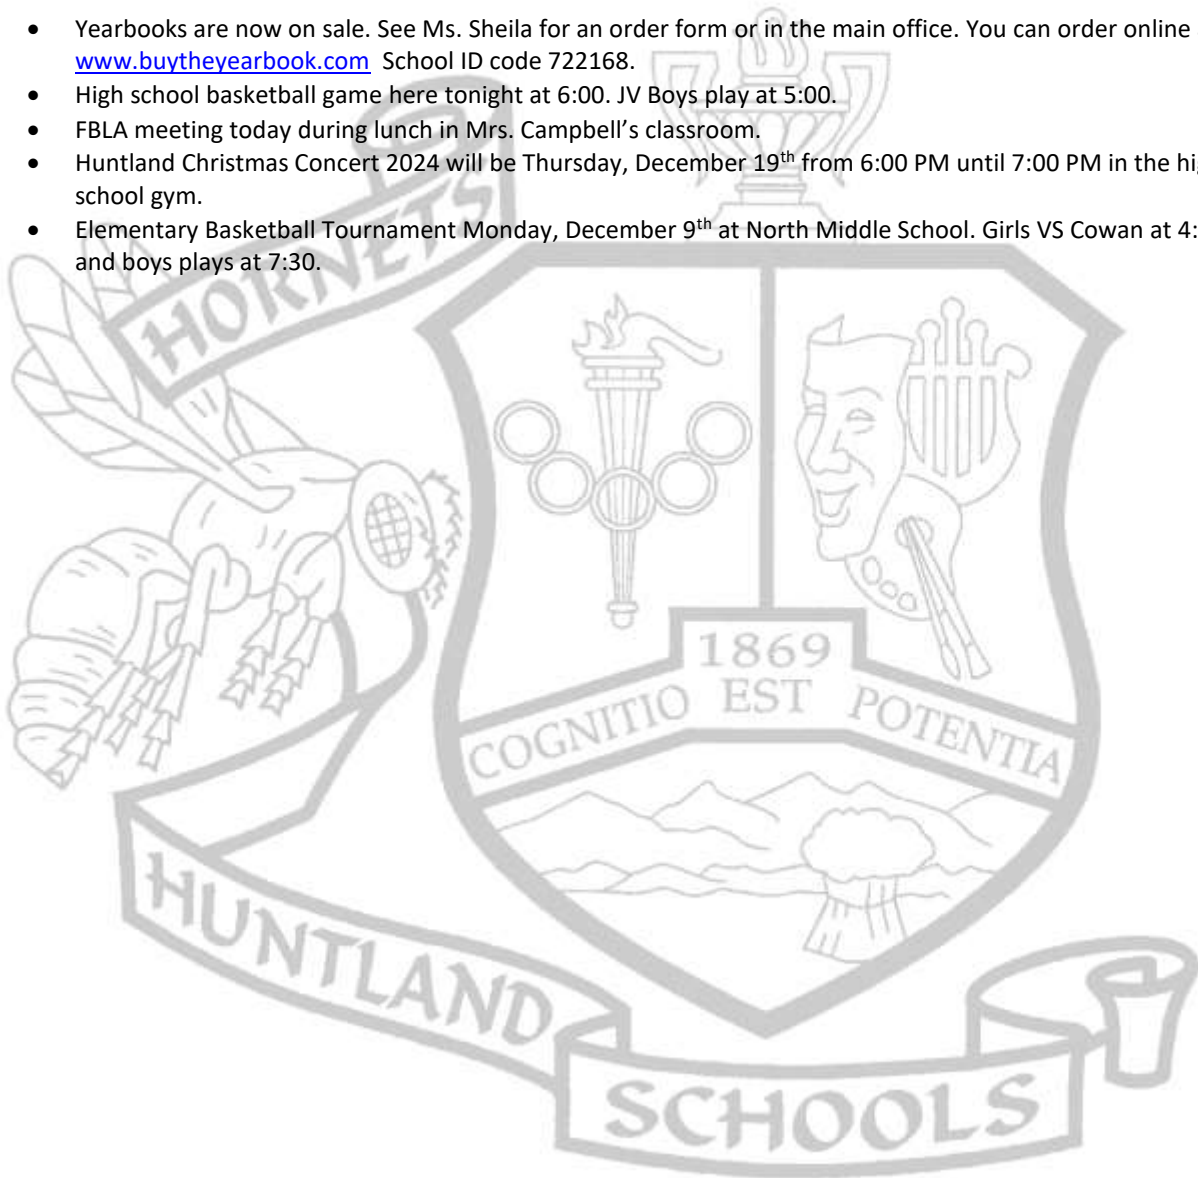 • Yearbooks are now on sale. See Ms. Sheila for an order form or in the main office. You can order online
www.buytheyearbook.com School ID code 722168.
• High school basketball game here tonight at 6:00. JV Boys play at 5:00.
• FBLA meeting today during lunch in Mrs. Campbell’s classroom.
• Huntland Christmas Concert 2024 will be Thursday, December 19th from 6:00 PM until 7:00 PM in the
school gym.
• Elementary Basketball Tournament Monday, December 9th at North Middle School. Girls VS Cowan at
and boys plays at 7:30.
HORNETS
1869
COGNITIO EST POTENTIA
HUNTLAND
SCHOOLS